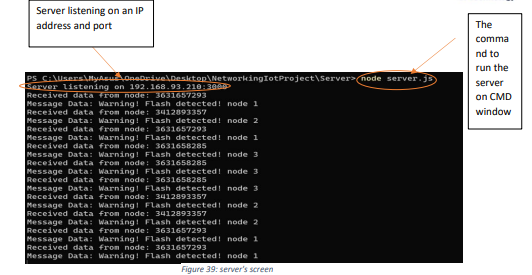 Server listening on an IP
address and port
The
comma
nd to
run the
server
on CMD
window
PS C:\Users\MyAsus\OneDrive\Desktop\NetworkingIotProject\Server> node server.js
Server listening on 192.168.93.210:3000
Received data from node: 3631657293
Message Data: Warning! Flash detected! node 1
Received data from node: 3412893357
Message Data: Warning! Flash detected! node 2
Received data from node: 3631657293
Message Data: Warning! Flash detected! node 1
Received data from node: 3631658285
Message Data: Warning! Flash detected! node 3
Received data from node: 3631658285
Message Data: Warning! Flash detected! node 3
Received data from node: 3631658285
Message Data: Warning! Flash detected! node 3
Received data from node: 3412893357
Message Data: Warning! Flash detected! node 2
Received data from node: 3412893357
Message Data: Warning! Flash detected! node 2
Received data from node: 3631657293
Message Data: Warning! Flash detected! node 1
Received data from node: 3631657293
Message Data: Warning! Flash detected! node 1
Figure 39: server's screen